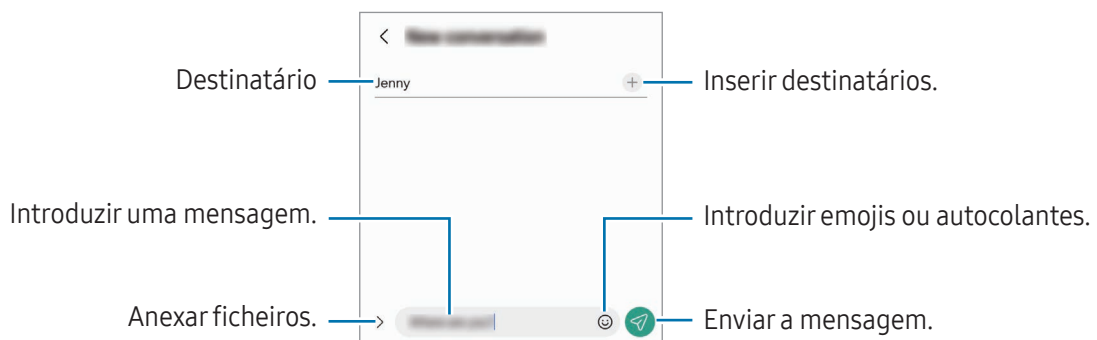 Destinatário
Jenny
Inserir destinatários.
Introduzir uma mensagem.
Introduzir emojis ou autocolantes.
Anexar ficheiros.
Enviar a mensagem.